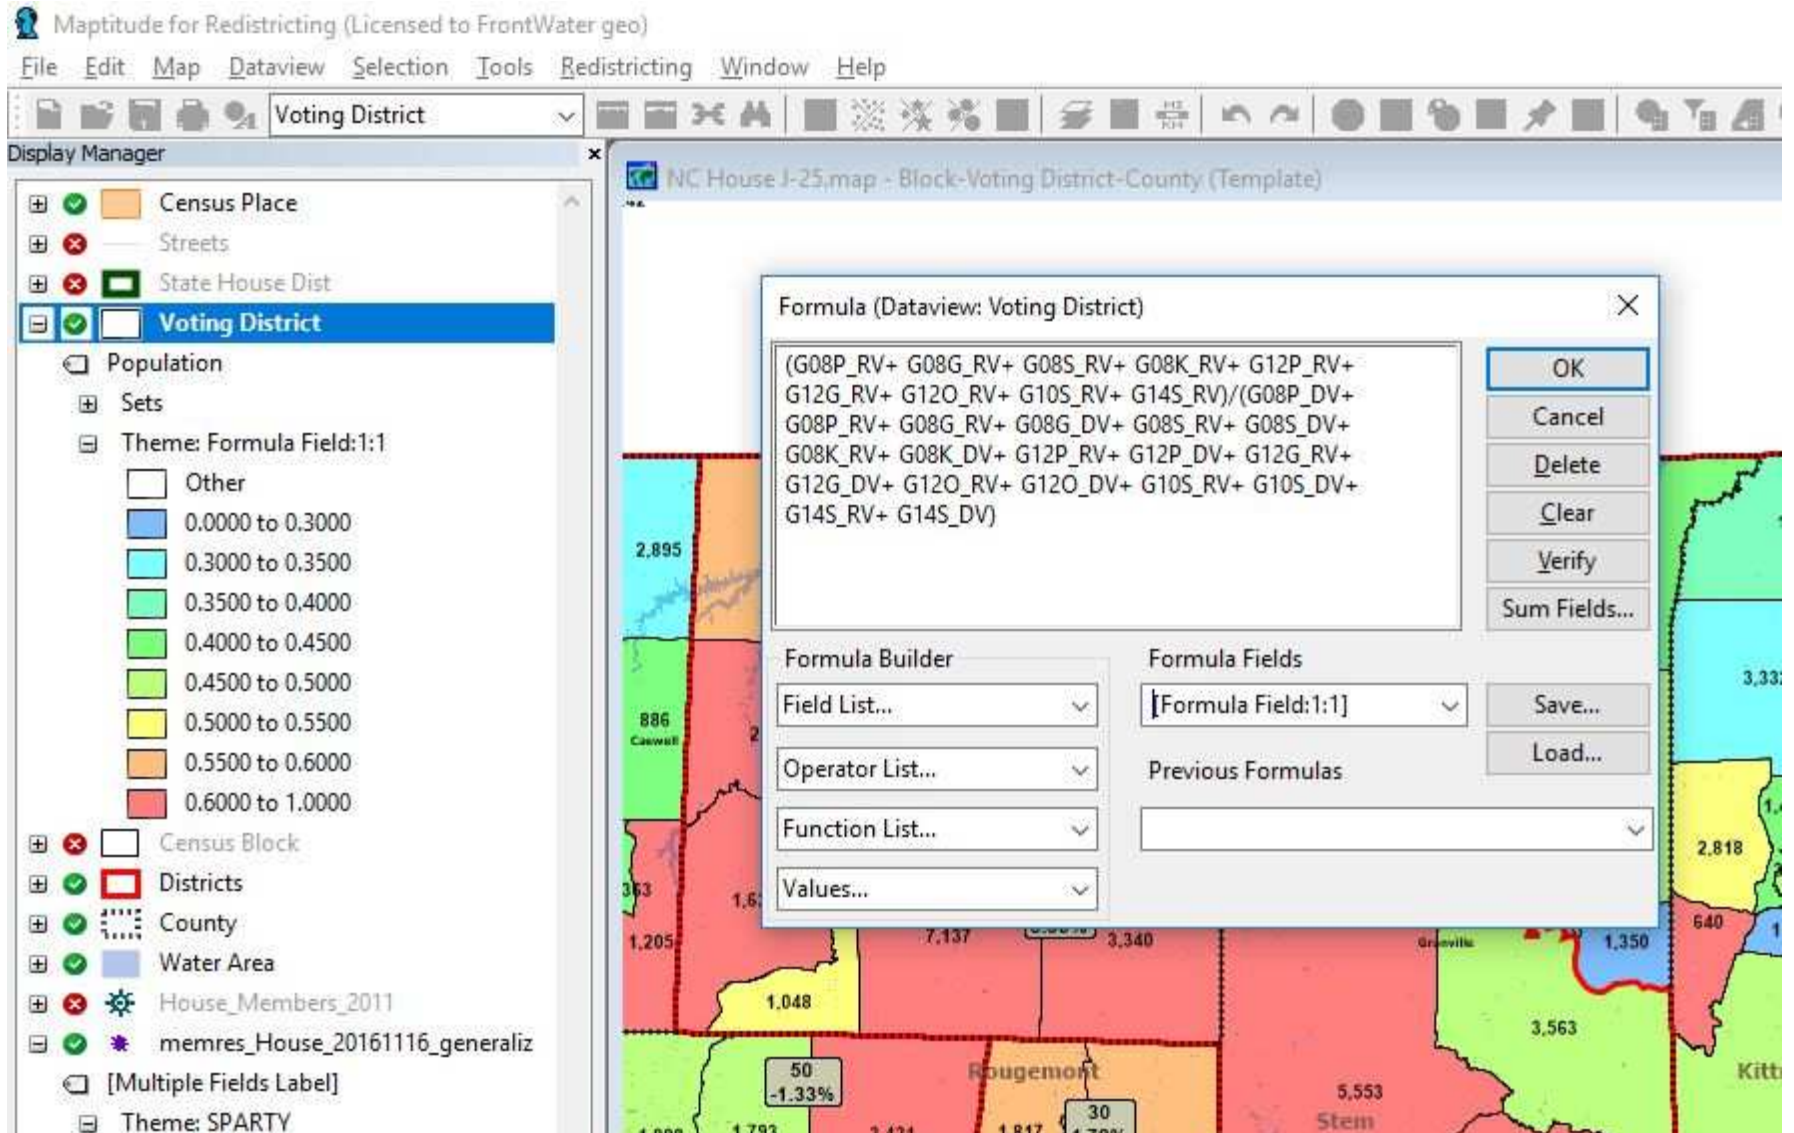 Maptitude for Redistricting (Licensed to FrontWater geo)
File Edit Map Dataview Selection Tools Redistricting Window Help
Voting District
Display Manager
NC House J-25.map - Block-Voting District-County (Template)
Census Place
Streets
State House Dist
Voting District
Population
Sets
Theme: Formula Field:1:1
Other
0.0000 to 0.3000
0.3000 to 0.3500
0.3500 to 0.4000
0.4000 to 0.4500
0.4500 to 0.5000
0.5000 to 0.5500
0.5500 to 0.6000
0.6000 to 1.0000
Census Block
Districts
County
Water Area
House_Members_2011
memres_House_20161116_generaliz
[Multiple Fields Label]
Theme: SPARTY
Formula (Dataview: Voting District)
(G08P_RV+ G08G_RV+ G08S_RV+ G08K_RV+ G12P_RV+
G12G_RV+ G12O_RV+ G10S_RV+ G14S_RV)/(G08P_DV+
G08P_RV+ G08G_RV+ G08G_DV+ G08S_RV+ G08S_DV+
G08K_RV+ G08K_DV+ G12P_RV+ G12P_DV+ G12G_RV+
G12G_DV+ G12O_RV+ G12O_DV+ G10S_RV+ G10S_DV+
G14S_RV+ G14S_DV)
OK
Cancel
Delete
Clear
Verify
Sum Fields...
Formula Builder
Field List...
Operator List...
Function List...
Values...
Formula Fields
[Formula Field:1:1]
Save...
Load...
Previous Formulas
2,895
886
Caswell
1,205
7,137
3,340
Granville
1,350
640
2,818
1,048
3,563
50
-1.33%
Rougemont
30
5,553
Stem
1,793
1,817